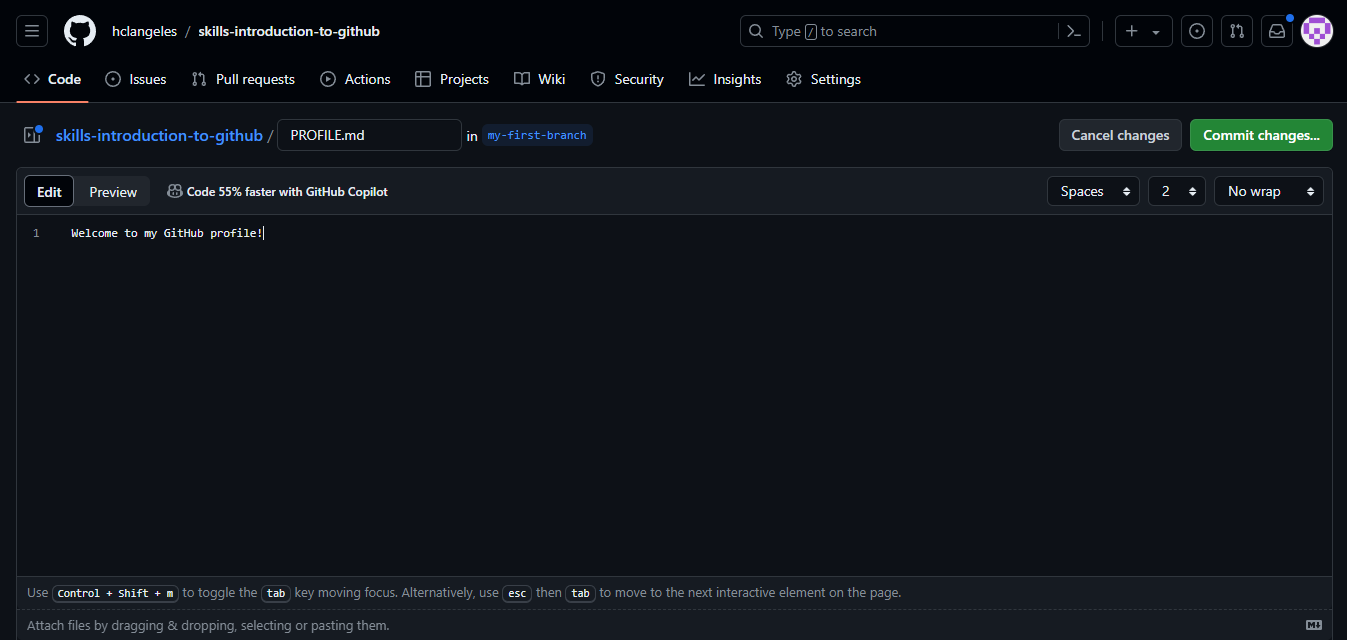 hclangeles / skills-introduction-to-github Type / to search
Code Issues Pull requests Actions Projects Wiki Security Insights Settings
skills-introduction-to-github / PROFILE.md in my-first-branch Cancel changes Commit changes...
Edit Preview Code 55% faster with GitHub Copilot Spaces 2 No wrap
1 Welcome to my GitHub profile!
Use Control + Shift + m to toggle the tab key moving focus. Alternatively, use esc then tab to move to the next interactive element on the page.
Attach files by dragging & dropping, selecting or pasting them.